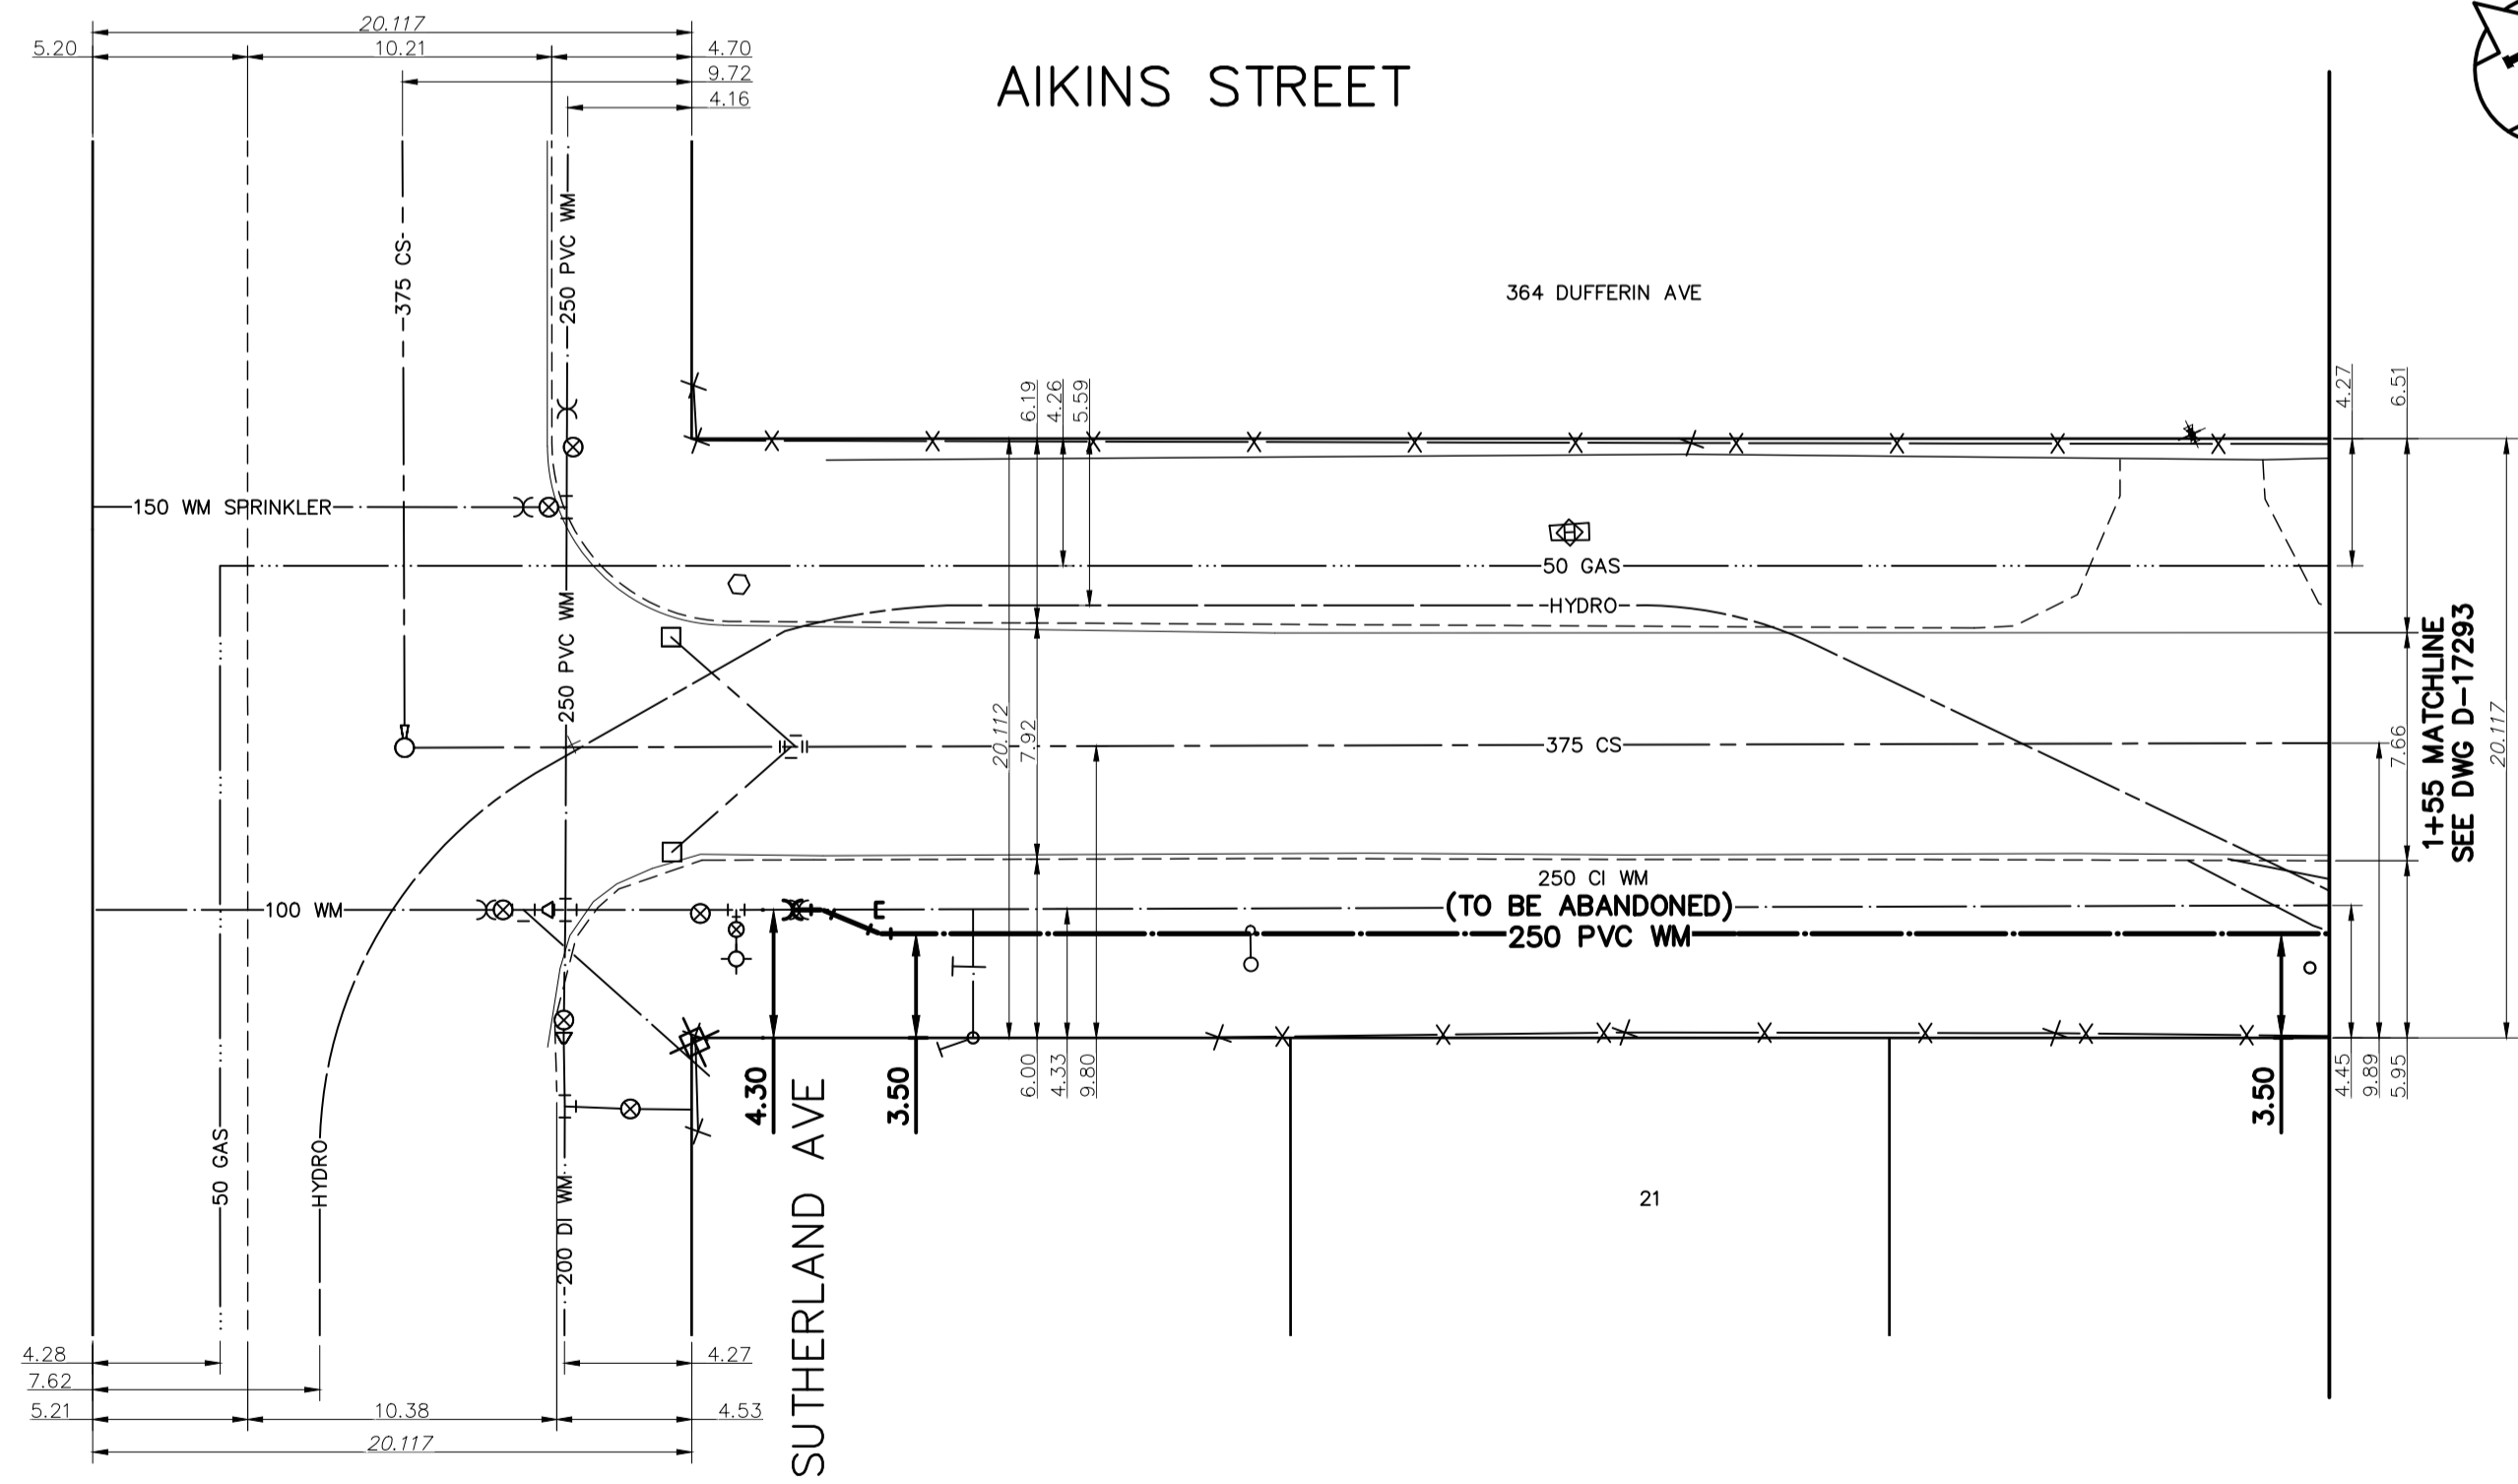 20.117
5.20
10.21
4.70
9.72
4.16
AIKINS STREET
375 CS
250 PVC WM
364 DUFFERIN AVE
6.19
4.26
5.59
4.27
6.51
150 WM SPRINKLER
50 GAS
HYDRO
250 PVC WM
20.112
7.92
375 CS
7.66
1+55 MATCHLINE
SEE DWG D-17293
20.117
250 CI WM
100 WM
(TO BE ABANDONED)
E
250 PVC WM
4.30
3.50
6.00
4.33
9.80
3.50
4.45
9.89
5.95
50 GAS
HYDRO
200 DI WM
SUTHERLAND AVE
21
4.28
4.27
7.62
5.21
10.38
4.53
20.117